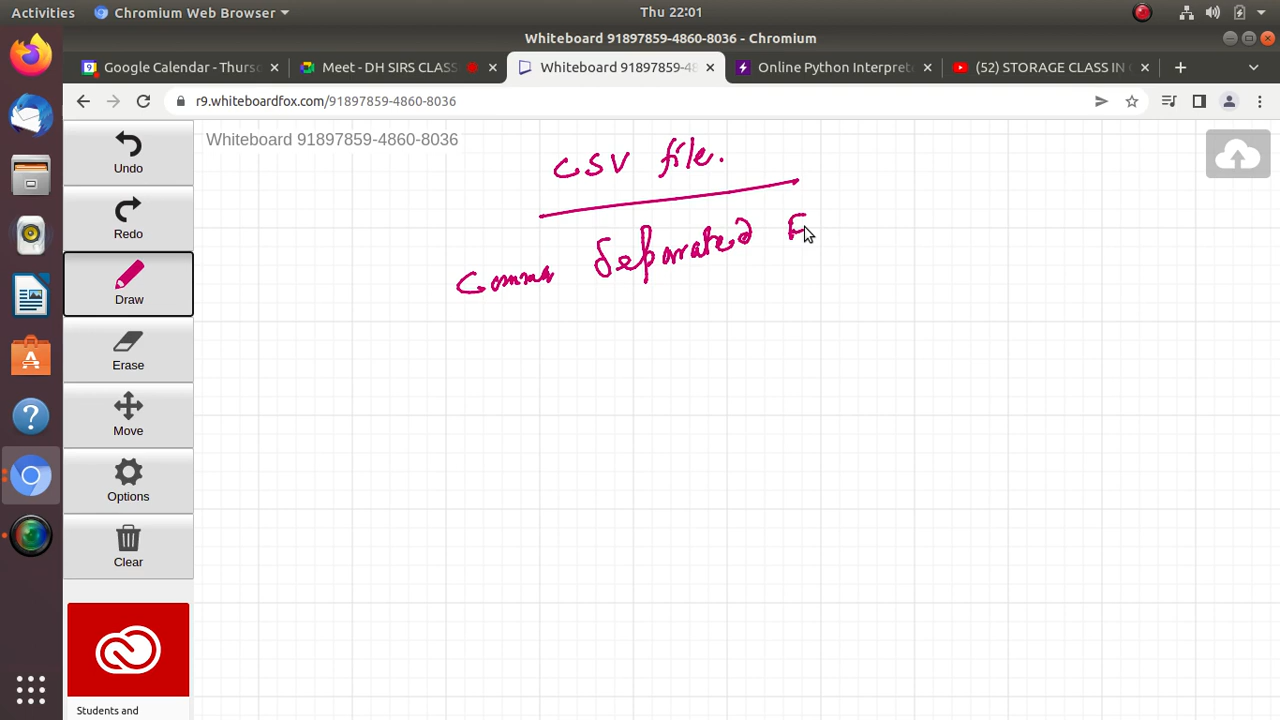 Activities
Chromium Web Browser
Thu 22:01
Whiteboard 91897859-4860-8036 - Chromium
Google Calendar - Thurso
Meet - DH SIRS CLASS
Whiteboard 91897859-48
Online Python Interpret
(52) STORAGE CLASS IN
r9.whiteboardfox.com/91897859-4860-8036
Whiteboard 91897859-4860-8036
Undo
Redo
Draw
Erase
Move
Options
Clear
Students and
CSV file.
Comma Separated F